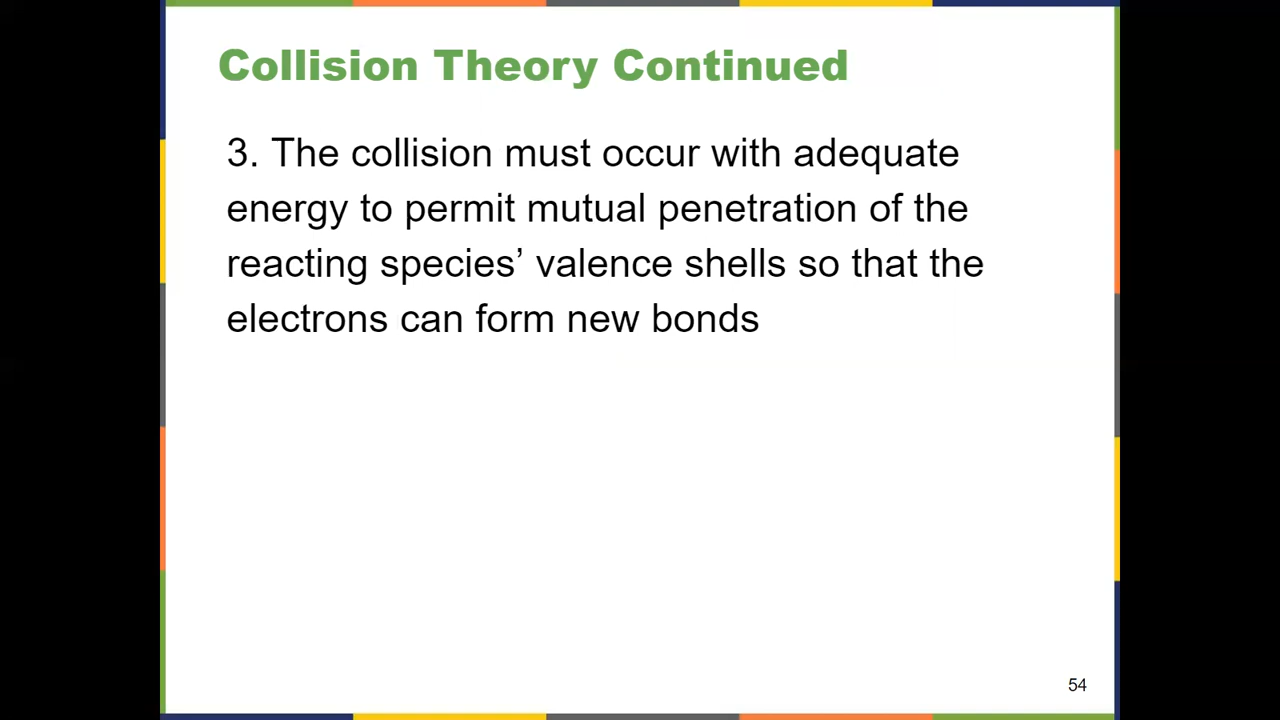 Collision Theory Continued
3. The collision must occur with adequate
energy to permit mutual penetration of the
reacting species’ valence shells so that the
electrons can form new bonds
54